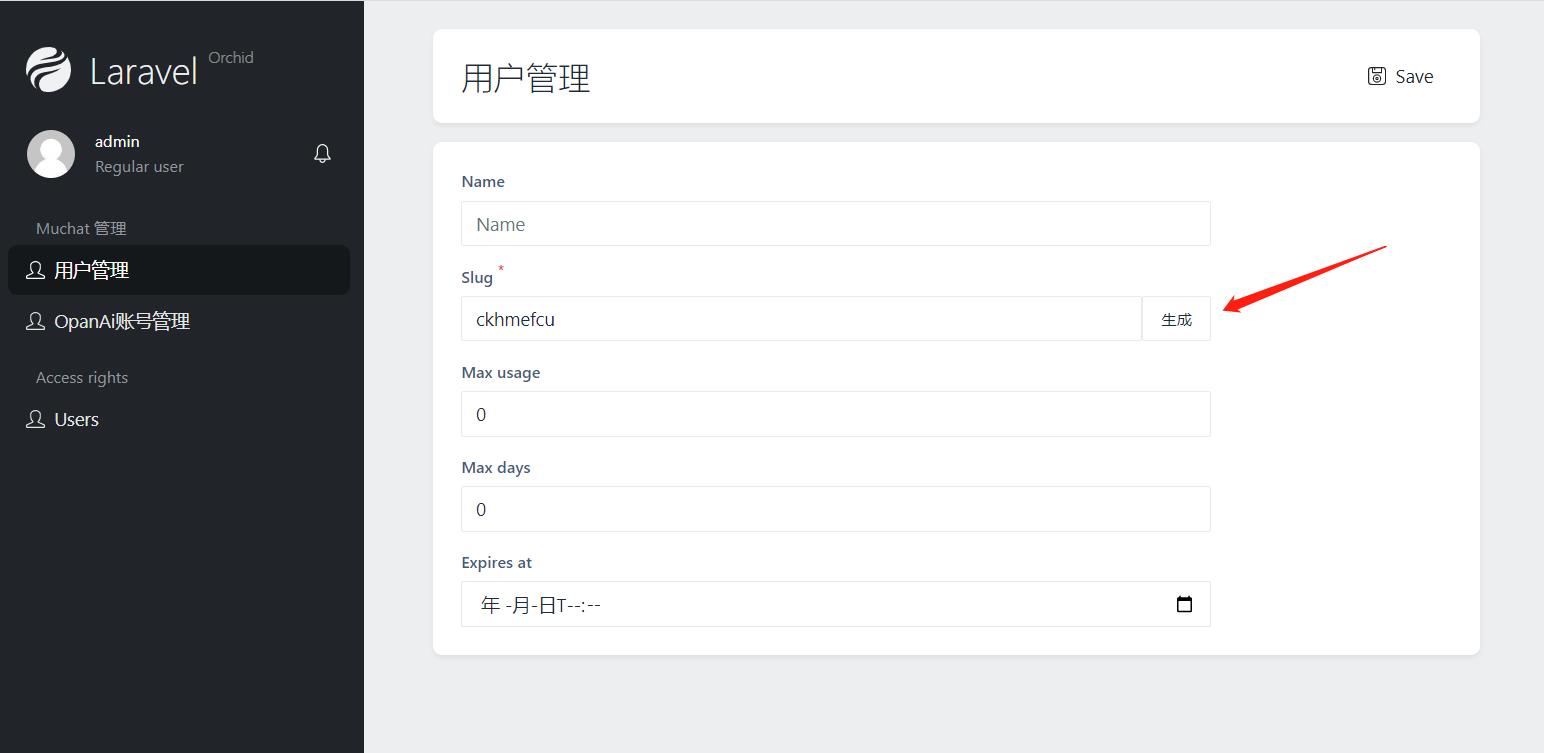 Laravel Orchid
admin
Regular user
Muchat 管理
用户管理
OpanAi账号管理
Access rights
Users
用户管理
Save
Name
Name
Slug *
ckhmefcu 生成
Max usage
0
Max days
0
Expires at
年 -月-日T--:--